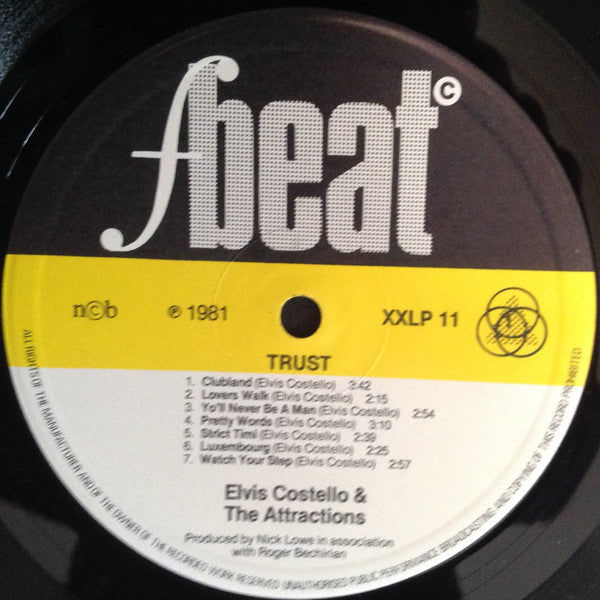 fbeat ©
n©b ℗ 1981 XXLP 11
TRUST
1. Clubland (Elvis Costello) 3:42
2. Lovers Walk (Elvis Costello) 2:15
3. Yo'll Never Be A Man (Elvis Costello) 2:54
4. Pretty Words (Elvis Costello) 3:10
5. Strict Timi (Elvis Costello) 2:39
6. Luxembourg (Elvis Costello) 2:25
7. Watch Your Step (Elvis Costello) 2:57
Elvis Costello &
The Attractions
Produced by Nick Lowe in association
with Roger Bechirian
ALL RIGHTS OF THE MANUFACTURER AND OF THE OWNER OF THE RECORDED WORK RESERVED. UNAUTHORISED PUBLIC PERFORMANCE, BROADCASTING AND COPYING OF THIS RECORD PROHIBITED